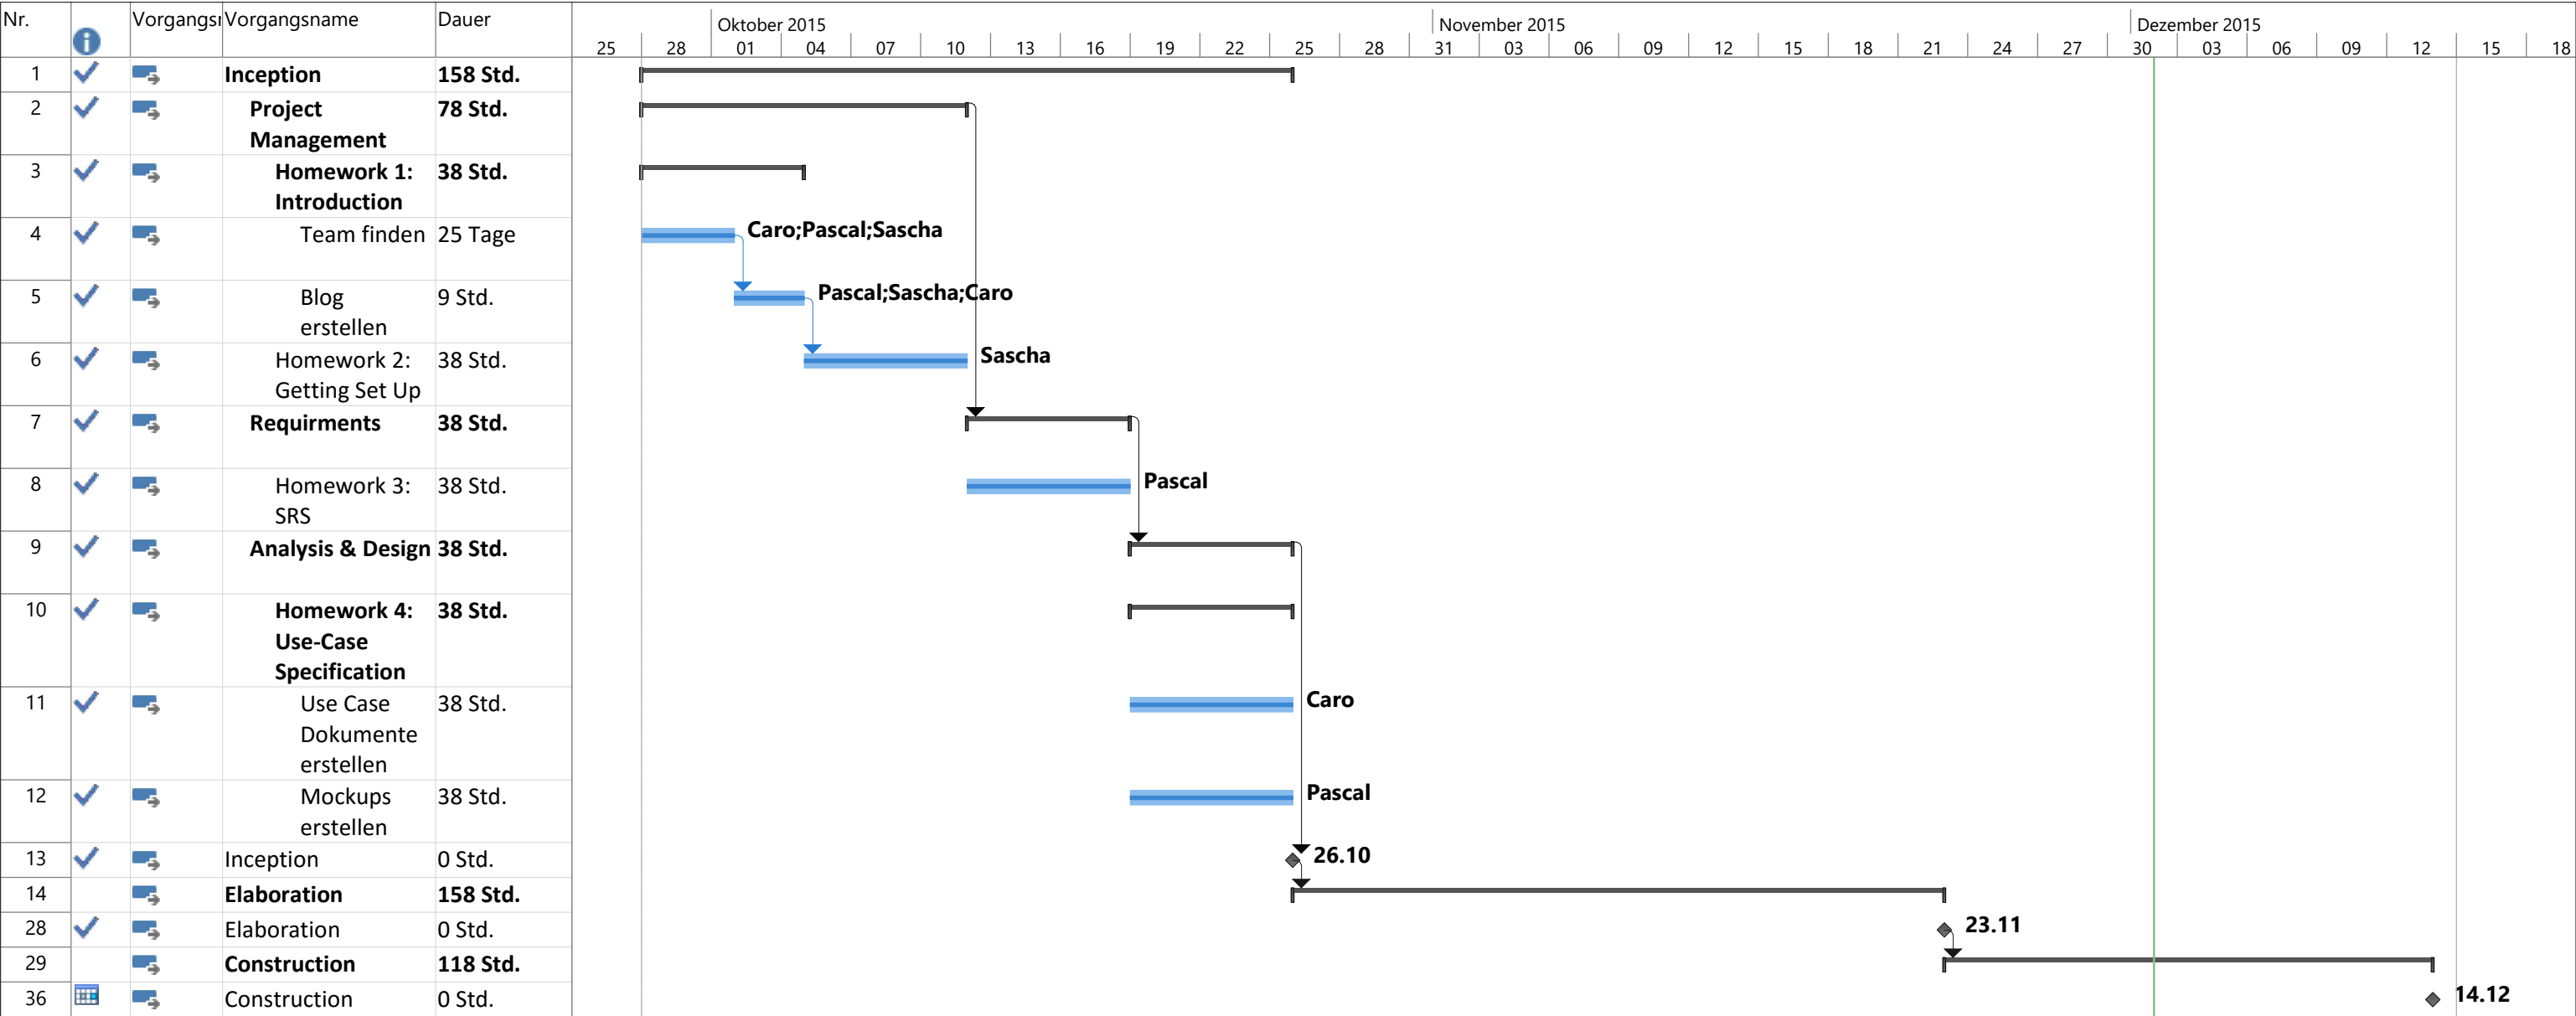 Nr. Vorgangsr Vorgangsname Dauer
Oktober 2015 November 2015 Dezember 2015
25 28 01 04 07 10 13 16 19 22 25 28 31 03 06 09 12 15 18 21 24 27 30 03 06 09 12 15 18
1 Inception 158 Std.
2 Project 78 Std.
Management
3 Homework 1: 38 Std.
Introduction
4 Team finden 25 Tage Caro;Pascal;Sascha
5 Blog 9 Std. Pascal;Sascha;Caro
erstellen
6 Homework 2: 38 Std. Sascha
Getting Set Up
7 Requirments 38 Std.
8 Homework 3: 38 Std. Pascal
SRS
9 Analysis & Design 38 Std.
10 Homework 4: 38 Std.
Use-Case
Specification
11 Use Case 38 Std. Caro
Dokumente
erstellen
12 Mockups 38 Std. Pascal
erstellen
13 Inception 0 Std. 26.10
14 Elaboration 158 Std.
28 Elaboration 0 Std. 23.11
29 Construction 118 Std.
36 Construction 0 Std. 14.12